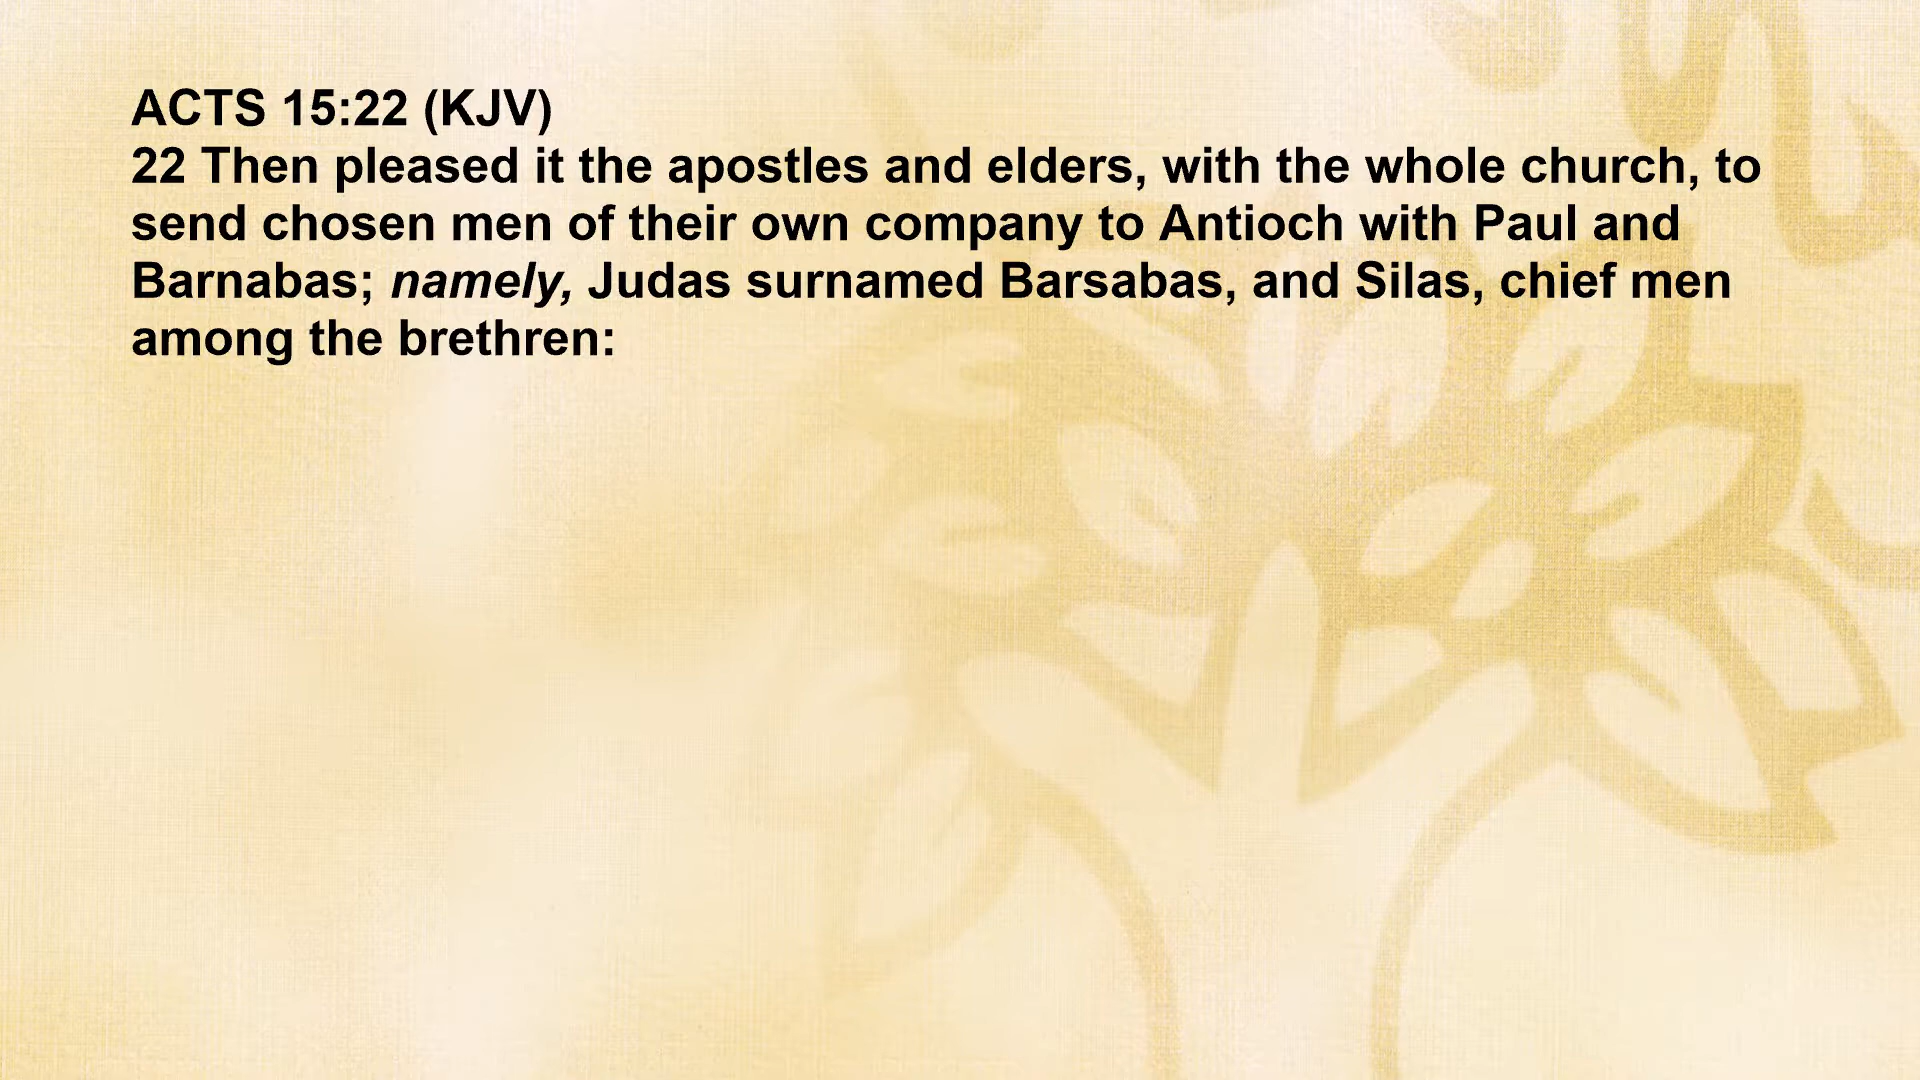 ACTS 15:22 (KJV)
22 Then pleased it the apostles and elders, with the whole church, to
send chosen men of their own company to Antioch with Paul and
Barnabas; namely, Judas surnamed Barsabas, and Silas, chief men
among the brethren: